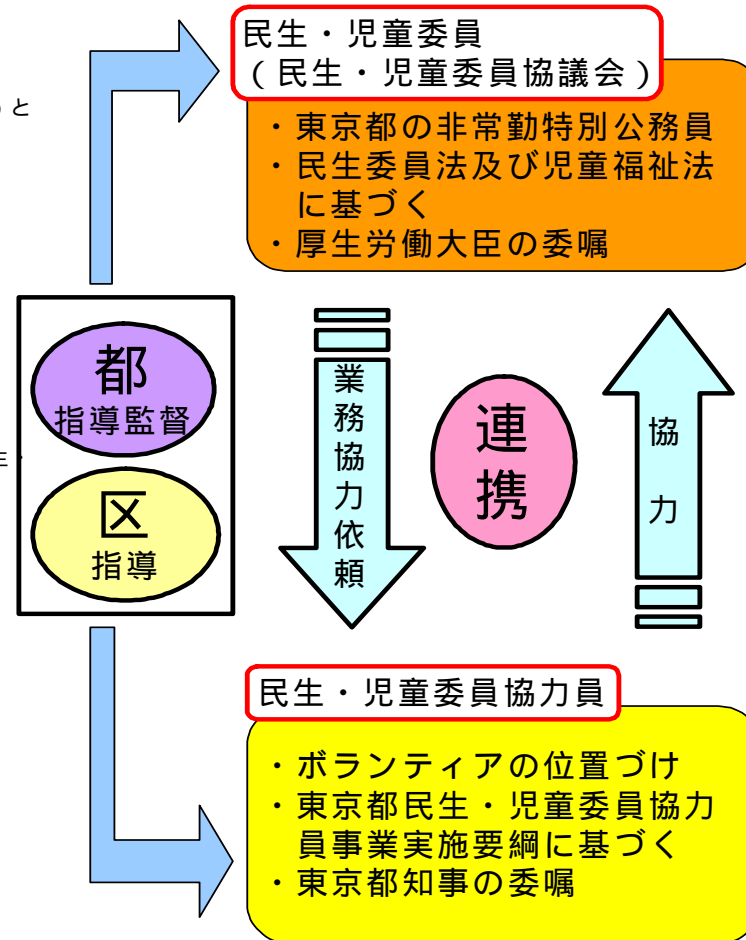 民生・児童委員
（民生・児童委員協議会）
と
・東京都の非常勤特別公務員
・民生委員法及び児童福祉法
に基づく
・厚生労働大臣の委嘱
都
指導監督
区
指導
業務協力依頼
連携
協力
民生・児童委員協力員
・ボランティアの位置づけ
・東京都民生・児童委員協力
員事業実施要綱に基づく
・東京都知事の委嘱